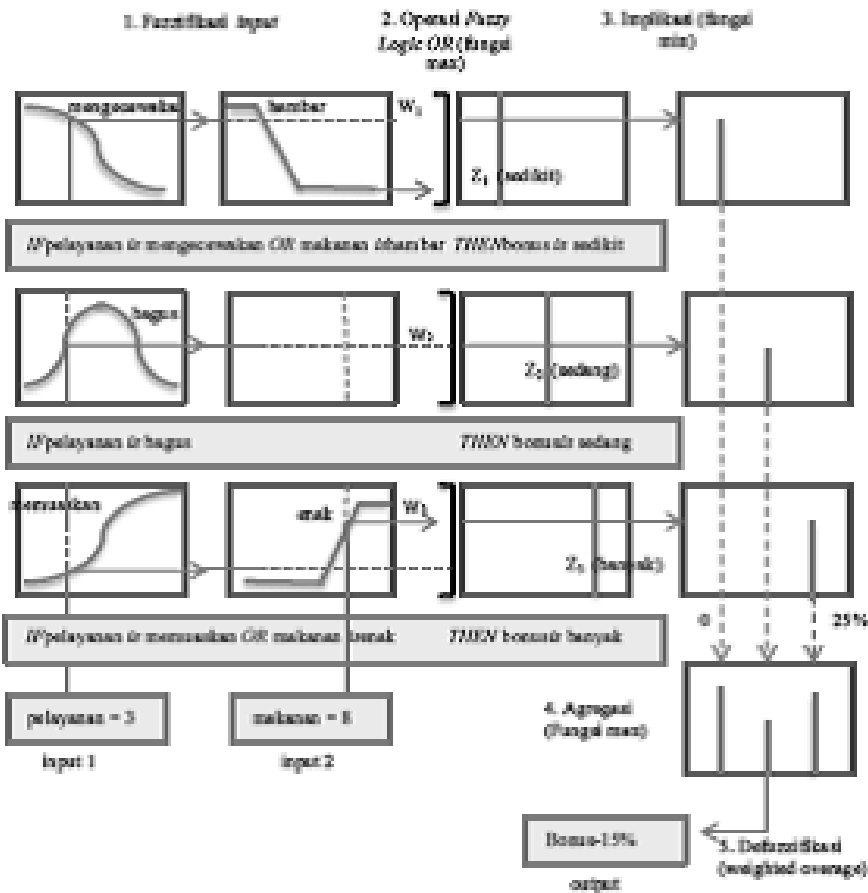 1. Fuzzifikasi input
2. Operasi Fuzzy
Logic OR (fungsi
max)
3. Implikasi (fungsi
min)
mengecewakan
hambar
W1
Z1 (sedikit)
IF pelayanan is mengecewakan OR makanan is hambar THEN bonus is sedikit
bagus
W2
Z2 (sedang)
IF pelayanan is bagus THEN bonus is sedang
memuaskan
enak
W3
Z3 (banyak)
IF pelayanan is memuaskan OR makanan is enak THEN bonus is banyak
0
25%
pelayanan = 3
makanan = 8
4. Agregasi
(Fungsi max)
input 1
input 2
Bonus-15%
5. Defuzzifikasi
(weighted average)
output